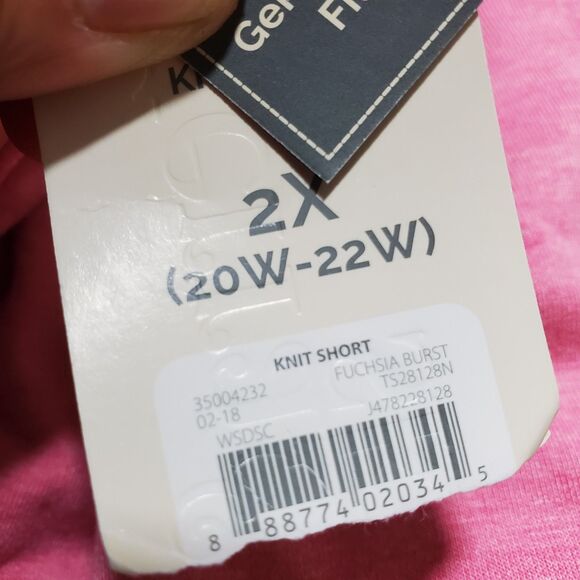 2X
(20W-22W)
KNIT SHORT
35004232 FUCHSIA BURST
02-18 TS28128N
WSDSC J478228128
8 88774 02034 5